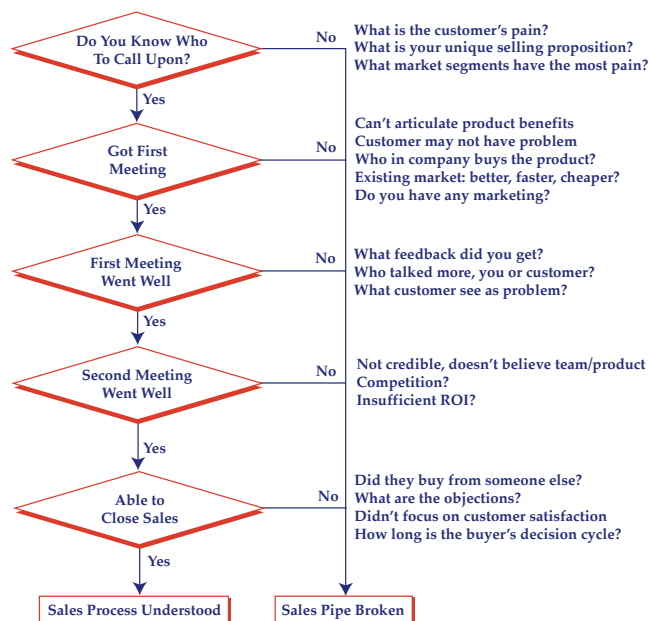 Do You Know Who
To Call Upon?
No
What is the customer's pain?
What is your unique selling proposition?
What market segments have the most pain?
Yes
Got First
Meeting
No
Can't articulate product benefits
Customer may not have problem
Who in company buys the product?
Existing market: better, faster, cheaper?
Do you have any marketing?
Yes
First Meeting
Went Well
No
What feedback did you get?
Who talked more, you or customer?
What customer see as problem?
Yes
Second Meeting
Went Well
No
Not credible, doesn't believe team/product
Competition?
Insufficient ROI?
Yes
Able to
Close Sales
No
Did they buy from someone else?
What are the objections?
Didn't focus on customer satisfaction
How long is the buyer's decision cycle?
Yes
Sales Process Understood
Sales Pipe Broken